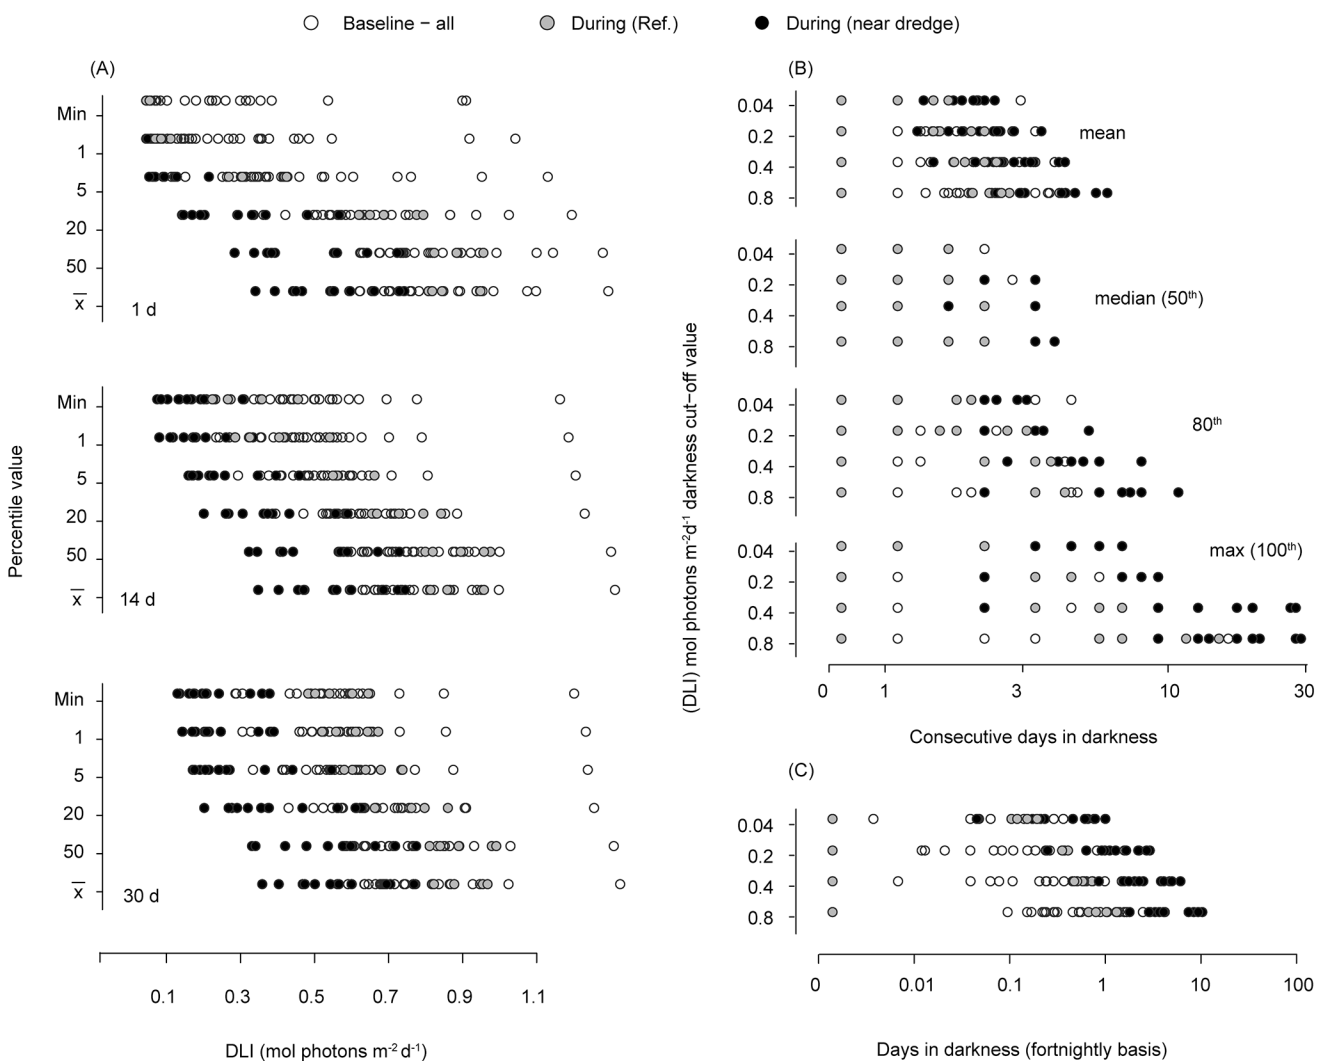 Baseline − all
During (Ref.)
During (near dredge)
(A)
Percentile value
Min
1
5
20
50
x̅
1 d
Min
1
5
20
50
x̅
14 d
Min
1
5
20
50
x̅
30 d
0.1 0.3 0.5 0.7 0.9 1.1
DLI (mol photons m⁻² d⁻¹)
(B)
(DLI) mol photons m⁻²d⁻¹ darkness cut−off value
0.04
0.2
0.4
0.8
mean
0.04
0.2
0.4
0.8
median (50ᵗʰ)
0.04
0.2
0.4
0.8
80ᵗʰ
0.04
0.2
0.4
0.8
max (100ᵗʰ)
0 1 3 10 30
Consecutive days in darkness
(C)
0.04
0.2
0.4
0.8
0 0.01 0.1 1 10 100
Days in darkness (fortnightly basis)